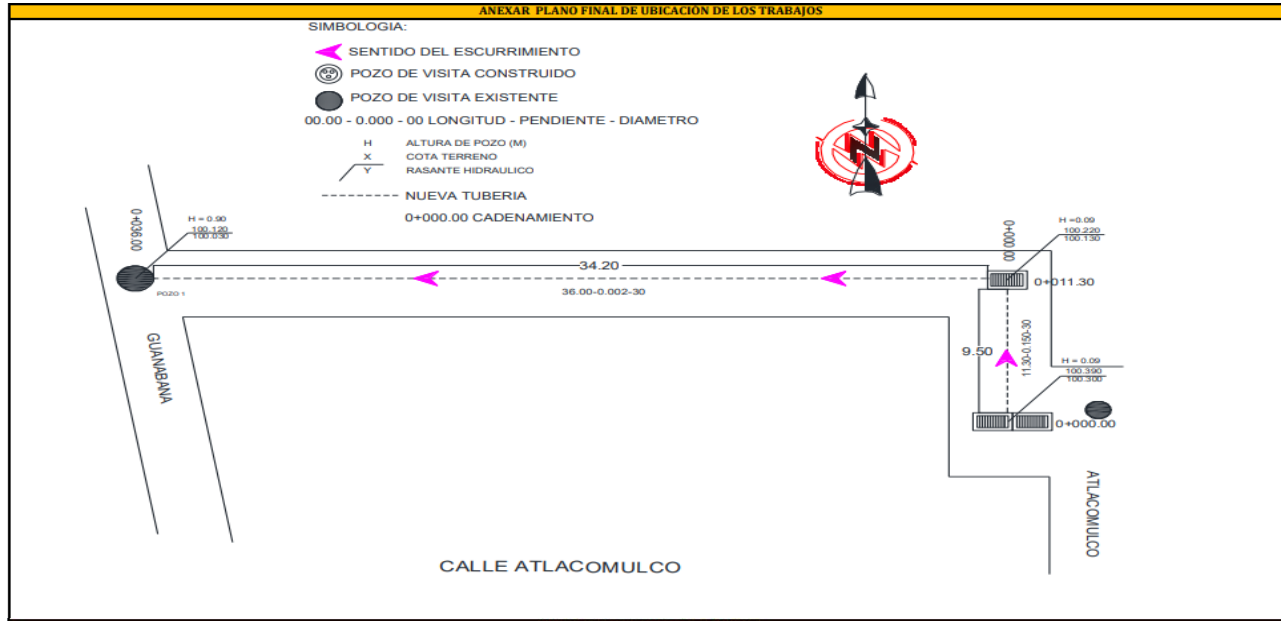 ANEXAR PLANO FINAL DE UBICACIÓN DE LOS TRABAJOS
SIMBOLOGIA:
SENTIDO DEL ESCURRIMIENTO
POZO DE VISITA CONSTRUIDO
POZO DE VISITA EXISTENTE
00.00 - 0.000 - 00 LONGITUD - PENDIENTE - DIAMETRO
H ALTURA DE POZO (M)
X COTA TERRENO
Y RASANTE HIDRAULICO
NUEVA TUBERIA
0+000.00 CADENAMIENTO
N
0+036.00
H = 0.90
100.120
100.030
POZO 1
34.20
36.00-0.002-30
0+000.00
H =0.09
100.220
100.130
0+011.30
9.50
11.30-0.150-30
H = 0.09
100.390
100.300
0+000.00
GUANABANA
ATLACOMULCO
CALLE ATLACOMULCO